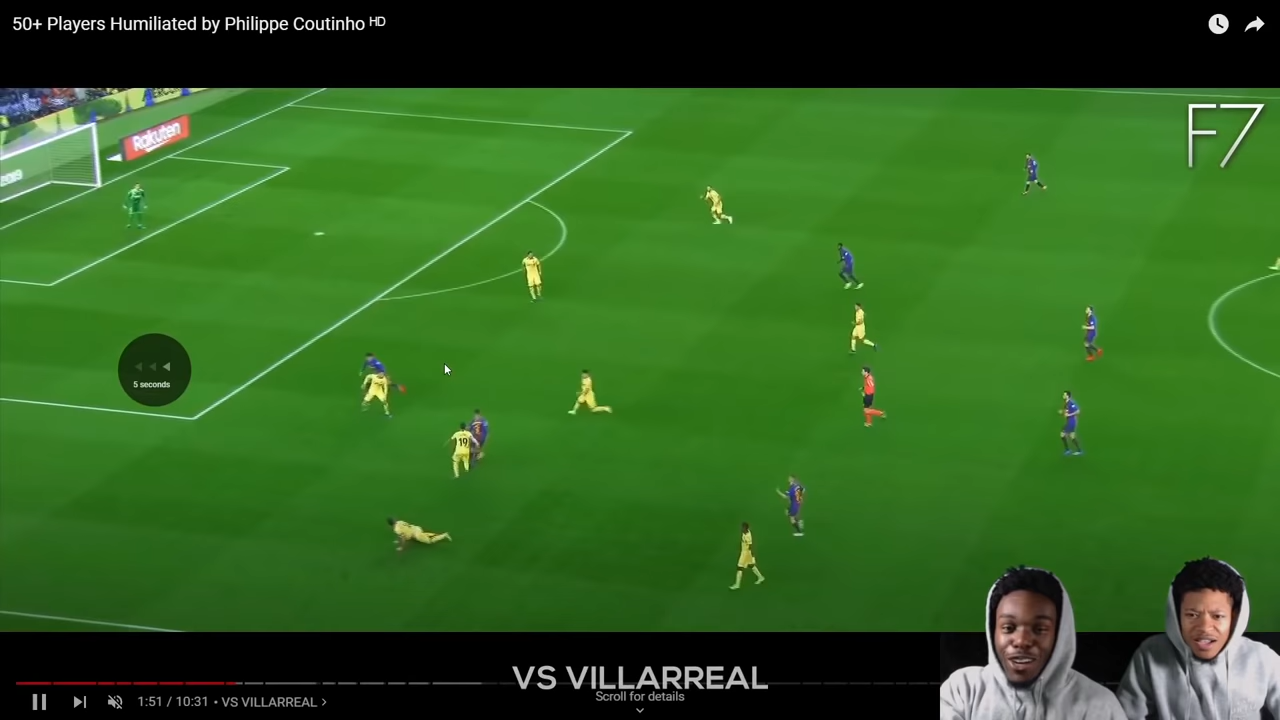 50+ Players Humiliated by Philippe Coutinho HD
F7
Rakuten
19
5 seconds
VS VILLARREAL
Scroll for details
1:51 / 10:31 • VS VILLARREAL >